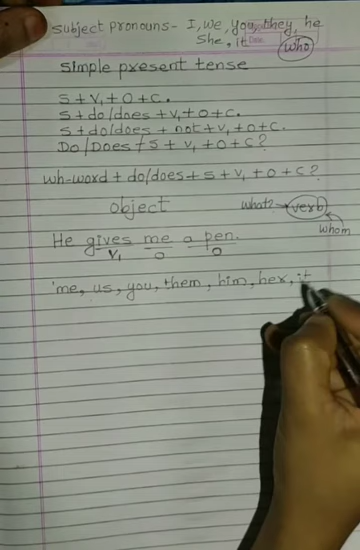 subject pronouns - I, we, you, they, he
she, it
who
simple present tense
s + v₁ + o + c.
s + do/does + v₁ + o + c.
s + do/does + not + v₁ + o + c.
Do/Does + s + v₁ + o + c?
wh-word + do/does + s + v₁ + o + c?
object
what? → verb
whom
He gives me a pen.
v₁ o o
me, us, you, them, him, her, it